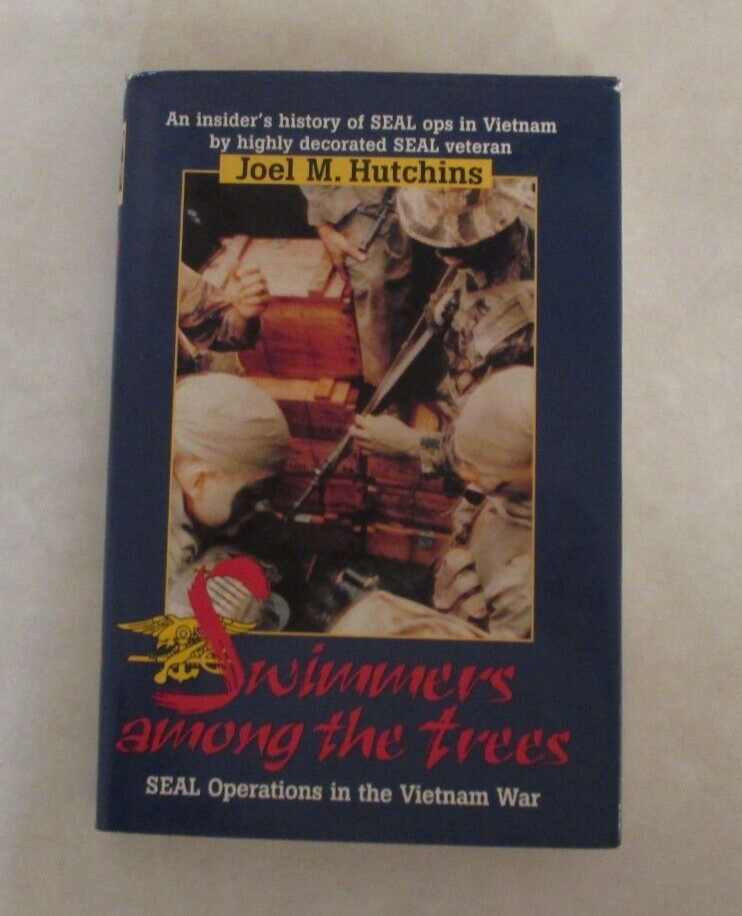 An insider's history of SEAL ops in Vietnam
by highly decorated SEAL veteran
Joel M. Hutchins
Swimmers
among the trees
SEAL Operations in the Vietnam War